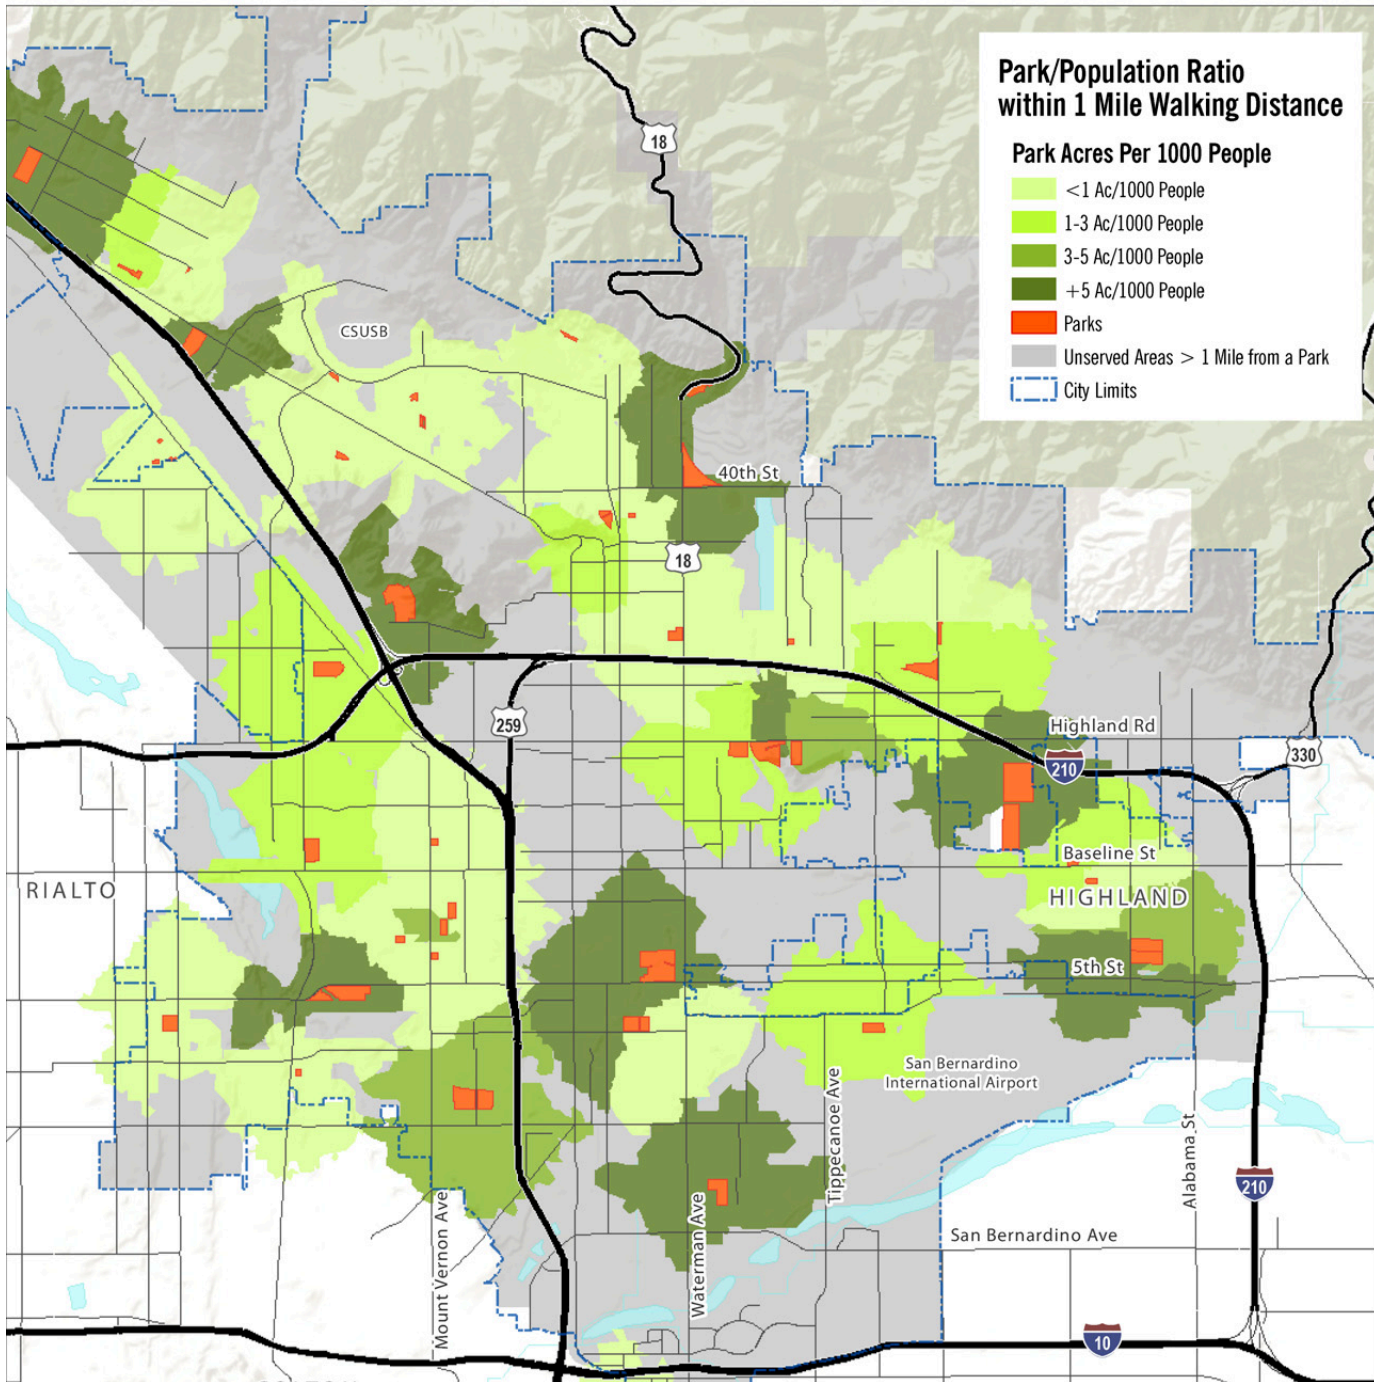 Park/Population Ratio
within 1 Mile Walking Distance
Park Acres Per 1000 People
<1 Ac/1000 People
1-3 Ac/1000 People
3-5 Ac/1000 People
+5 Ac/1000 People
Parks
Unserved Areas > 1 Mile from a Park
City Limits
18
CSUSB
40th St
18
259
Highland Rd
210
330
Baseline St
RIALTO
HIGHLAND
5th St
San Bernardino
International Airport
Tippecanoe Ave
Alabama St
210
Mount Vernon Ave
Waterman Ave
San Bernardino Ave
10